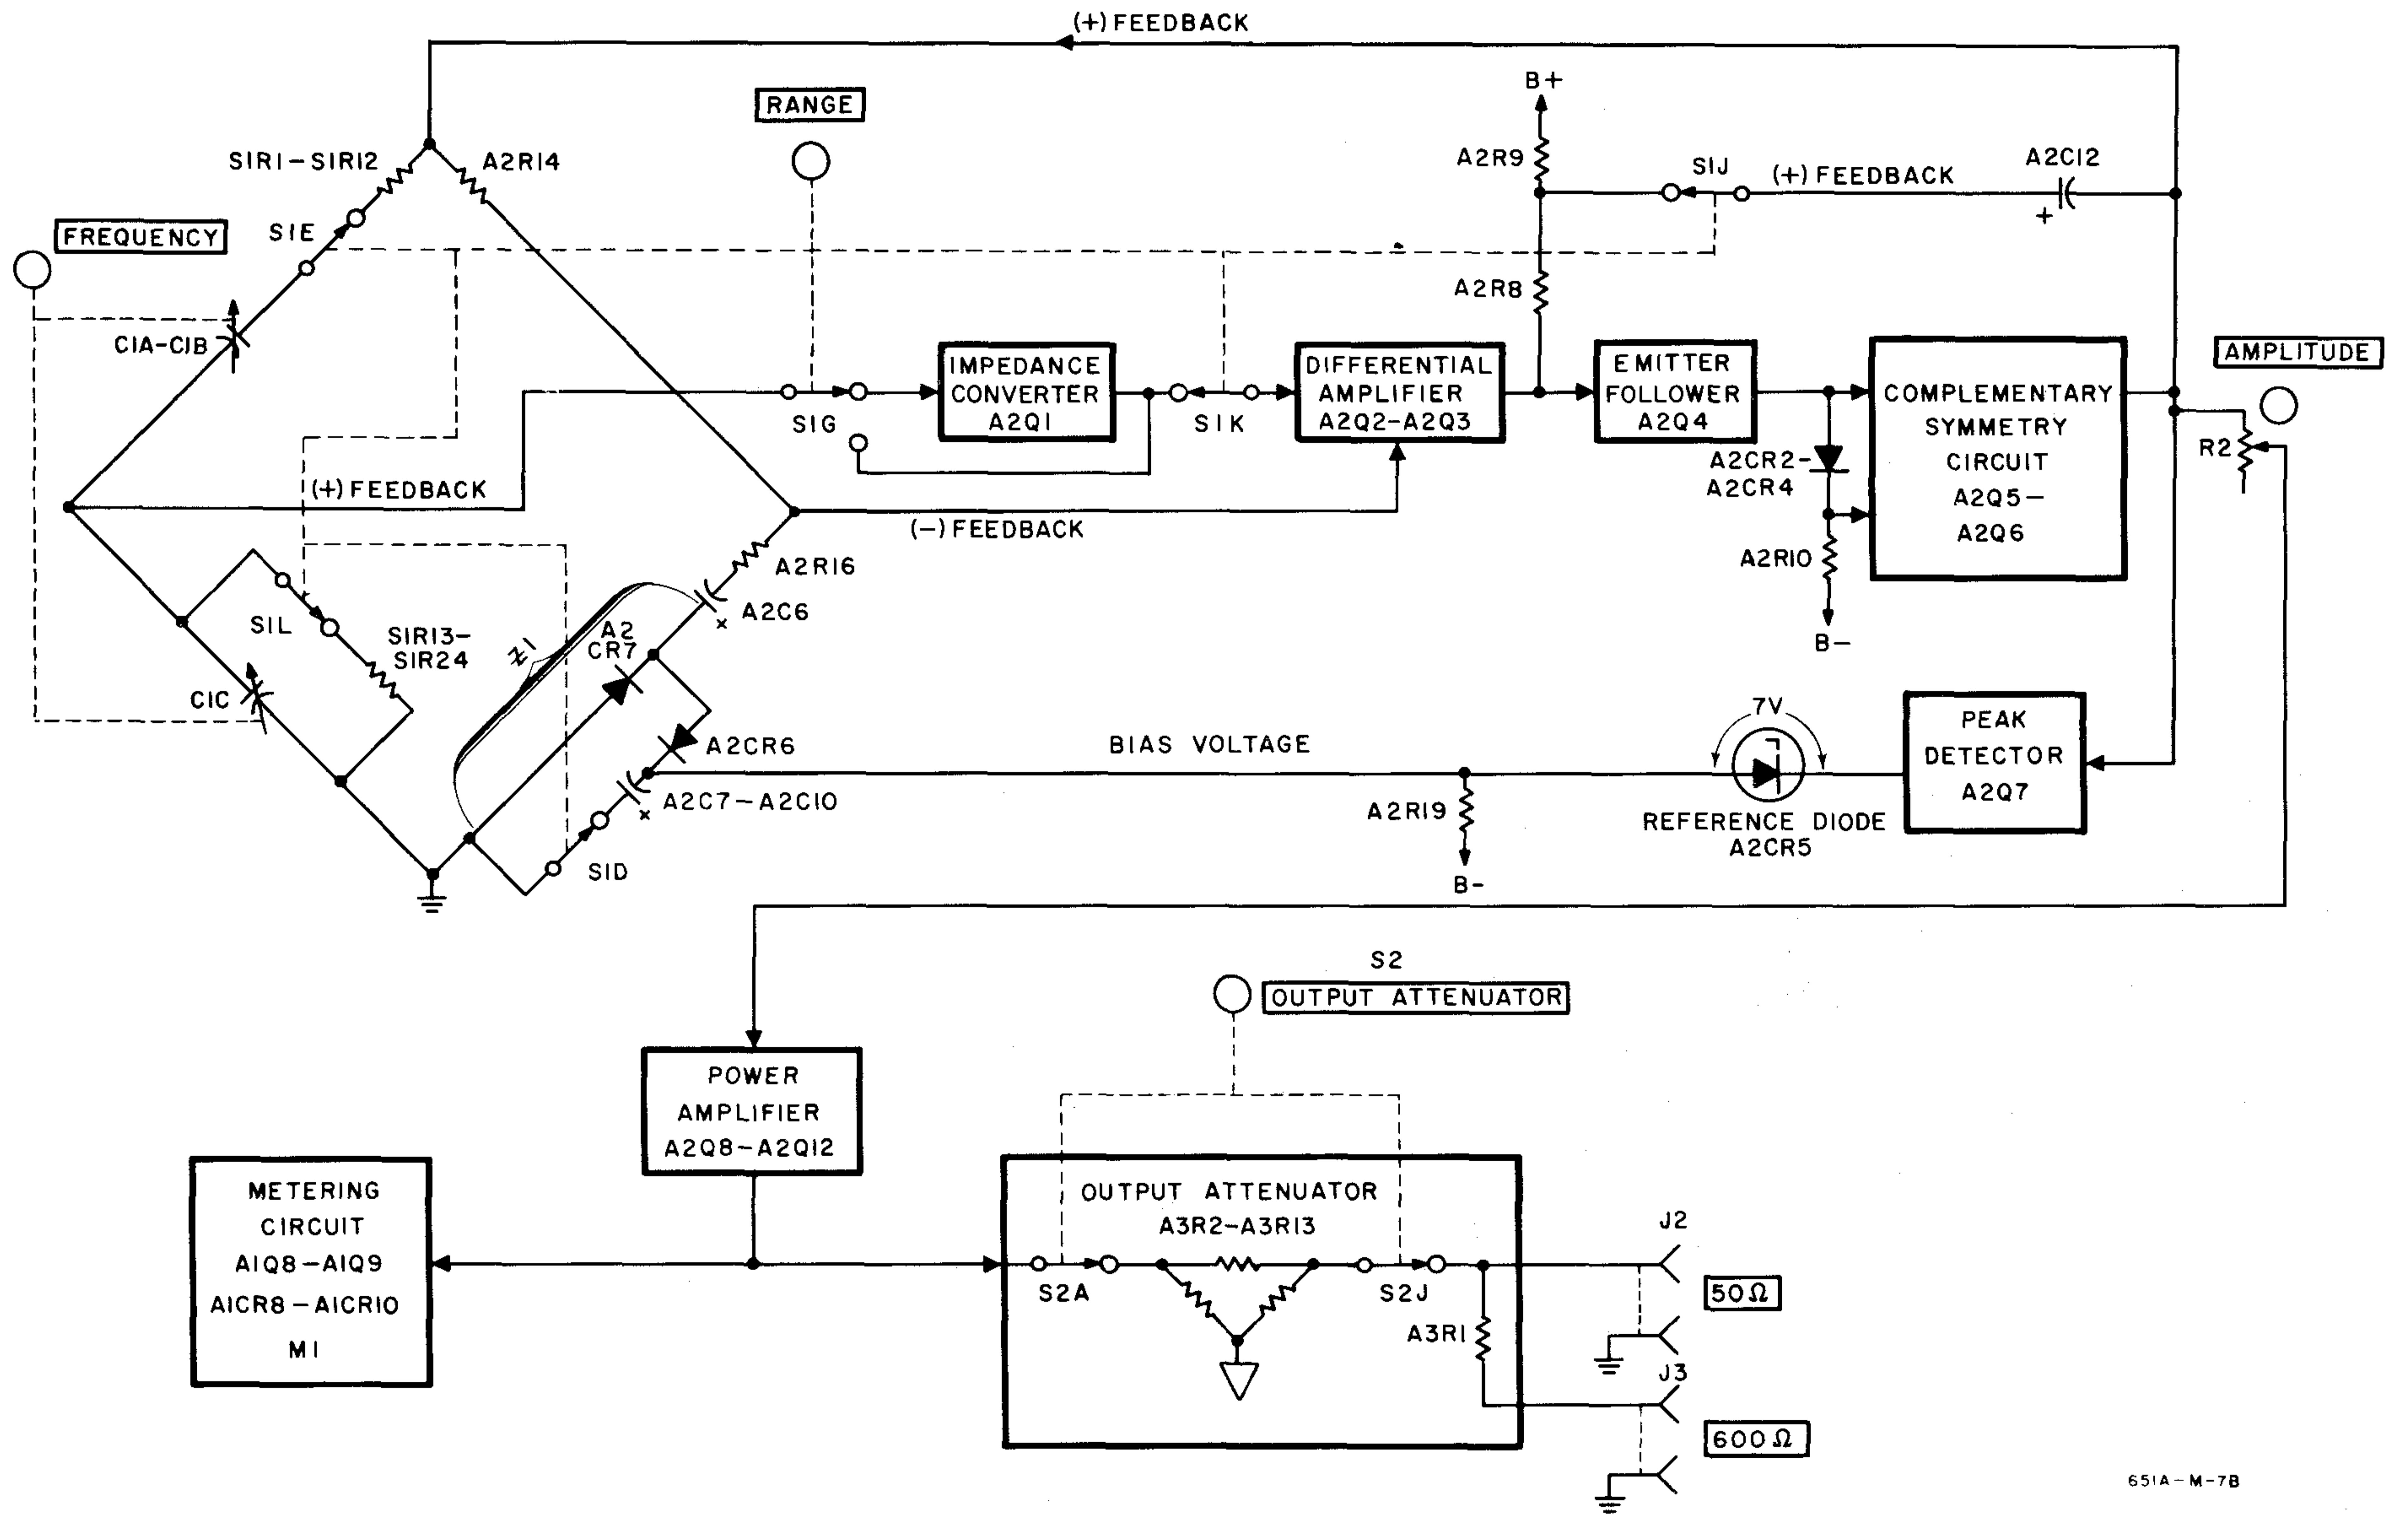 (+) FEEDBACK
B+
RANGE
S1R1-S1R12
A2R14
A2R9
S1J
(+) FEEDBACK
A2C12
+
FREQUENCY
S1E
A2R8
C1A-C1B
IMPEDANCE
CONVERTER
A2Q1
S1G
S1K
DIFFERENTIAL
AMPLIFIER
A2Q2-A2Q3
EMITTER
FOLLOWER
A2Q4
COMPLEMENTARY
SYMMETRY
CIRCUIT
A2Q5-
A2Q6
AMPLITUDE
R2
A2CR2-
A2CR4
(+) FEEDBACK
(-) FEEDBACK
A2R10
B-
A2R16
A2C6
x
S1L
S1R13-
S1R24
Z1
A2
CR7
C1C
A2CR6
BIAS VOLTAGE
7V
PEAK
DETECTOR
A2Q7
A2C7-A2C10
x
A2R19
B-
REFERENCE DIODE
A2CR5
S1D
S2
OUTPUT ATTENUATOR
POWER
AMPLIFIER
A2Q8-A2Q12
METERING
CIRCUIT
A1Q8-A1Q9
A1CR8-A1CR10
M1
OUTPUT ATTENUATOR
A3R2-A3R13
S2A
S2J
A3R1
J2
50Ω
J3
600Ω
651A-M-7B